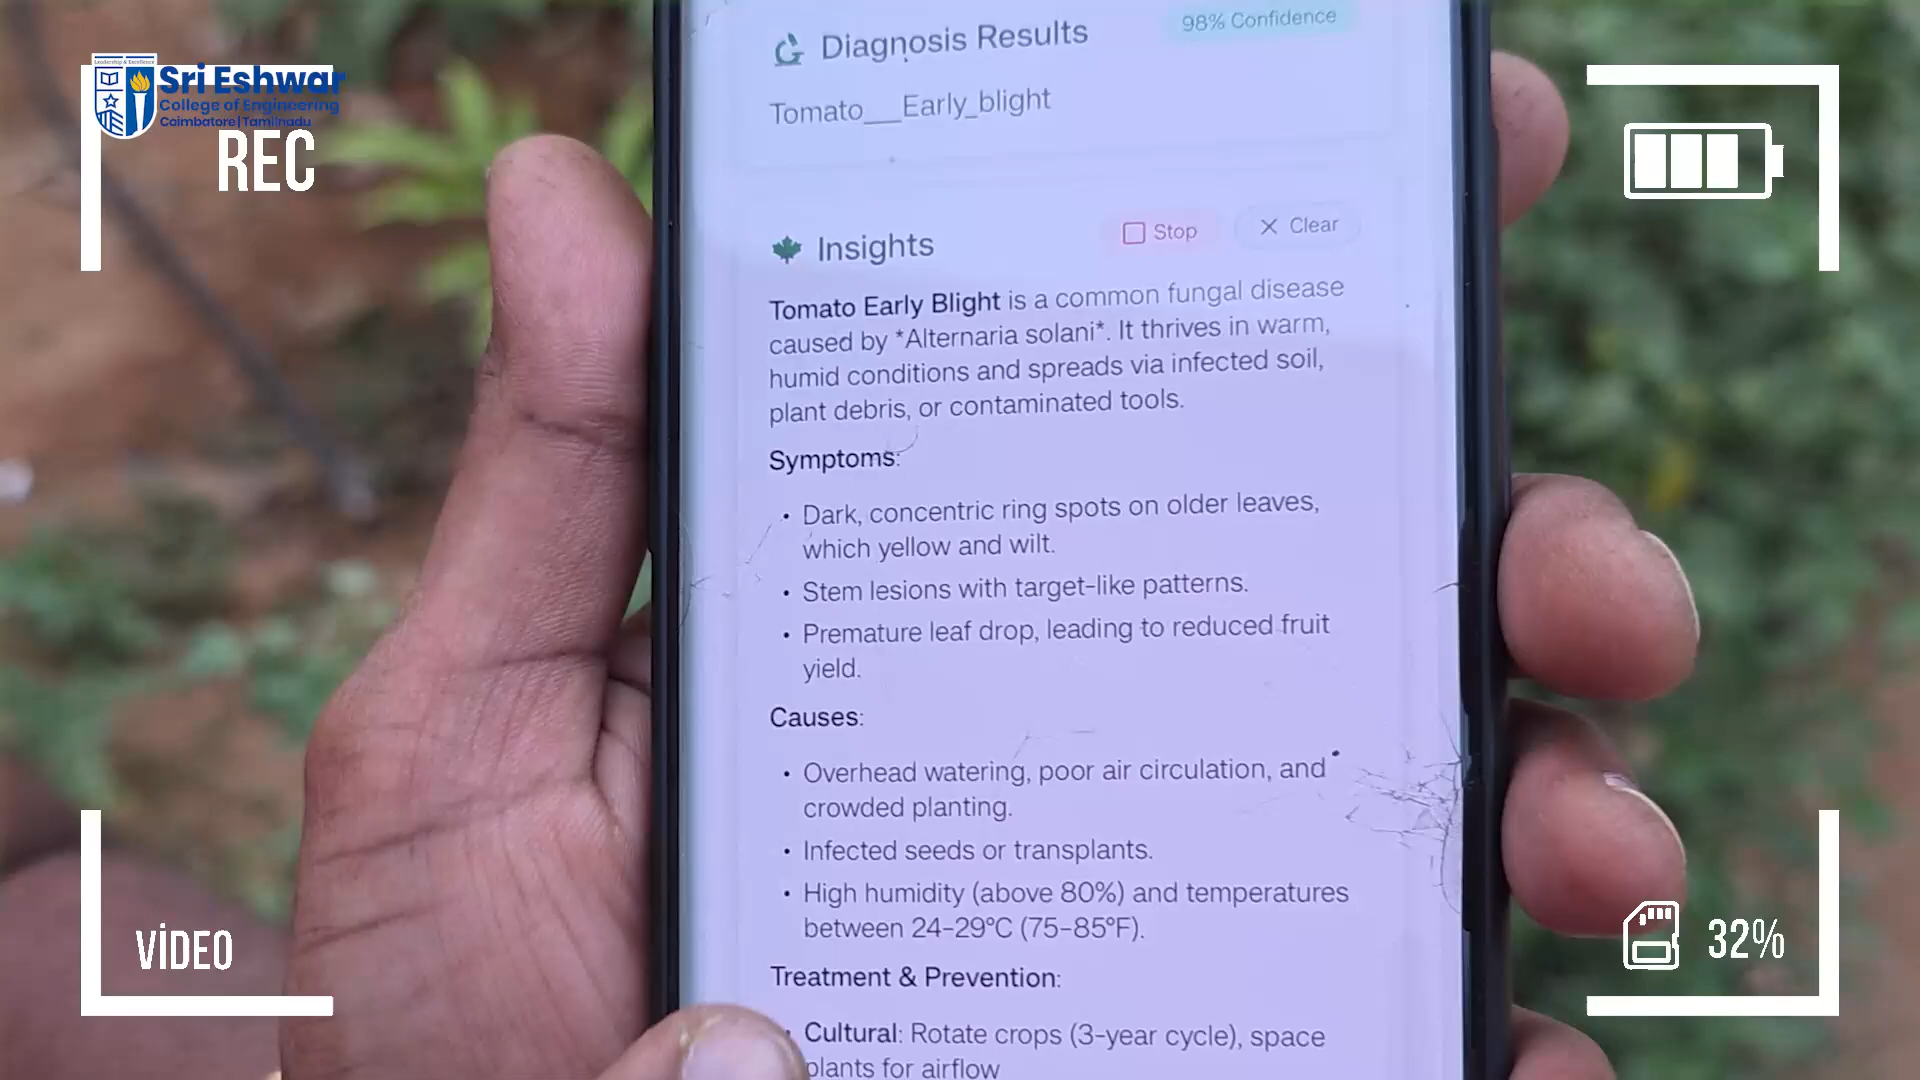 Leadership & Excellence
Sri Eshwar
College of Engineering
Coimbatore | Tamilnadu
REC
Diagnosis Results
98% Confidence
Tomato___Early_blight
Insights
Stop
Clear
Tomato Early Blight is a common fungal disease
caused by *Alternaria solani*. It thrives in warm,
humid conditions and spreads via infected soil,
plant debris, or contaminated tools.
Symptoms:
• Dark, concentric ring spots on older leaves,
which yellow and wilt.
• Stem lesions with target-like patterns.
• Premature leaf drop, leading to reduced fruit
yield.
Causes:
• Overhead watering, poor air circulation, and
crowded planting.
• Infected seeds or transplants.
• High humidity (above 80%) and temperatures
between 24-29°C (75-85°F).
Treatment & Prevention:
• Cultural: Rotate crops (3-year cycle), space
plants for airflow
VİDEO
32%